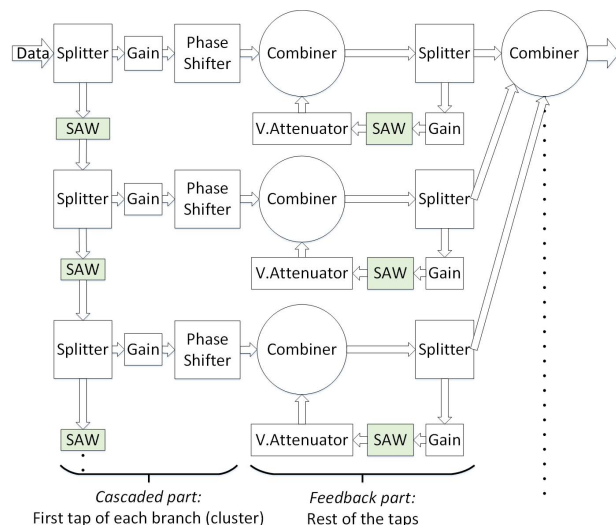 Data Splitter Gain Phase Shifter Combiner Splitter Combiner
SAW V.Attenuator SAW Gain
Splitter Gain Phase Shifter Combiner Splitter
SAW V.Attenuator SAW Gain
Splitter Gain Phase Shifter Combiner Splitter
SAW V.Attenuator SAW Gain
Cascaded part: Feedback part:
First tap of each branch (cluster) Rest of the taps